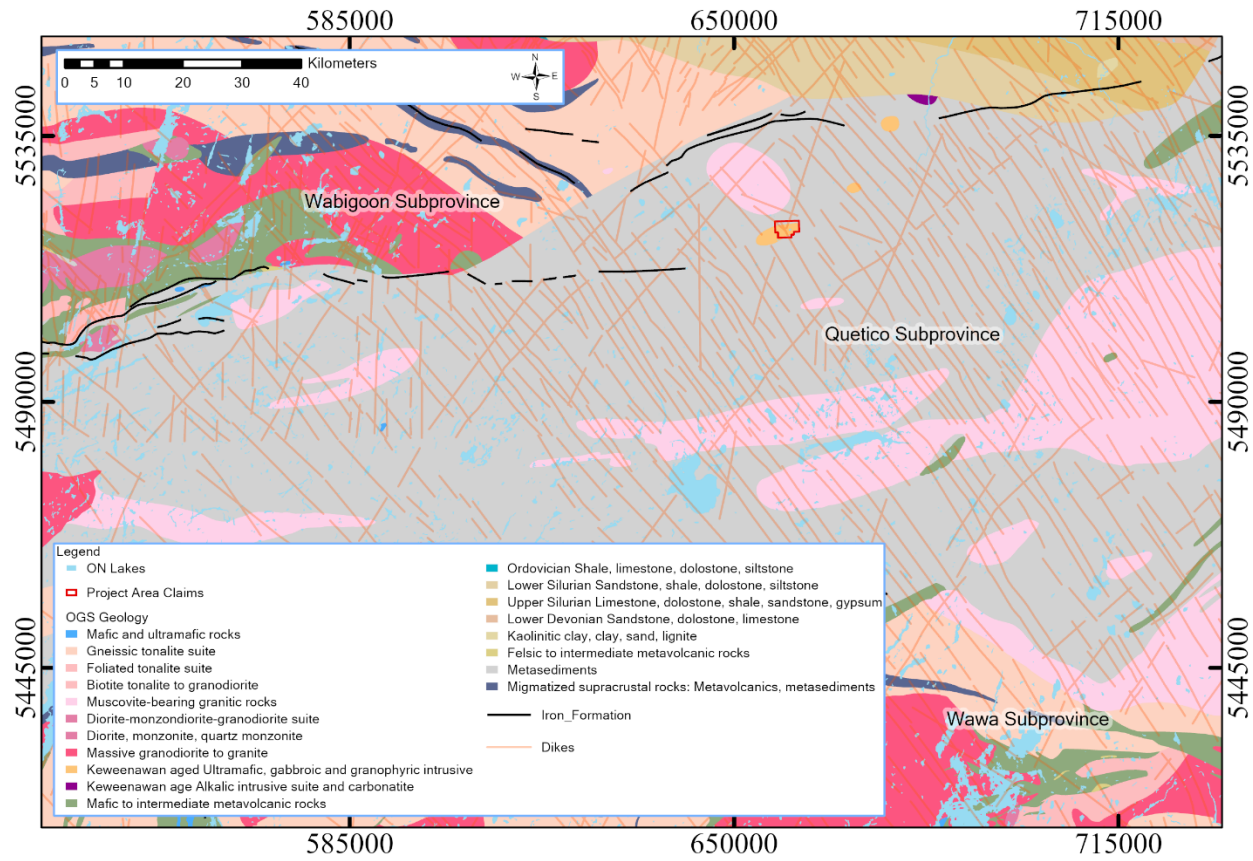 585000 650000 715000
0 5 10 20 30 40 Kilometers
N
W E
S
5535000 5535000
Wabigoon Subprovince
Quetico Subprovince
5490000 5490000
5445000 5445000
Wawa Subprovince
Legend
ON Lakes
Project Area Claims
OGS Geology
Mafic and ultramafic rocks
Gneissic tonalite suite
Foliated tonalite suite
Biotite tonalite to granodiorite
Muscovite-bearing granitic rocks
Diorite-monzondiorite-granodiorite suite
Diorite, monzonite, quartz monzonite
Massive granodiorite to granite
Keweenawan aged Ultramafic, gabbroic and granophyric intrusive
Keweenawan age Alkalic intrusive suite and carbonatite
Mafic to intermediate metavolcanic rocks
Ordovician Shale, limestone, dolostone, siltstone
Lower Silurian Sandstone, shale, dolostone, siltstone
Upper Silurian Limestone, dolostone, shale, sandstone, gypsum
Lower Devonian Sandstone, dolostone, limestone
Kaolinitic clay, clay, sand, lignite
Felsic to intermediate metavolcanic rocks
Metasediments
Migmatized supracrustal rocks: Metavolcanics, metasediments
Iron_Formation
Dikes
585000 650000 715000